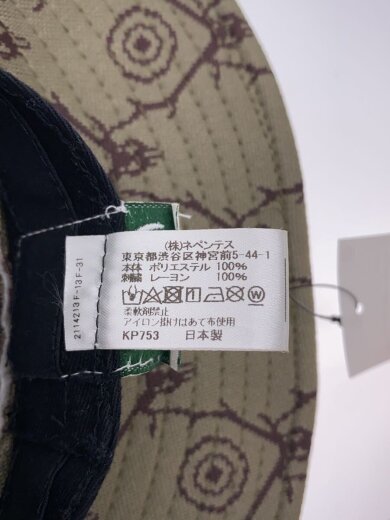 (株)ネペンテス
東京都渋谷区神宮前5-44-1
本体 ポリエステル 100%
刺繍 レーヨン 100%
柔軟剤禁止
アイロン掛けはあて布使用
KP753 日本製
2114213F-13F-31